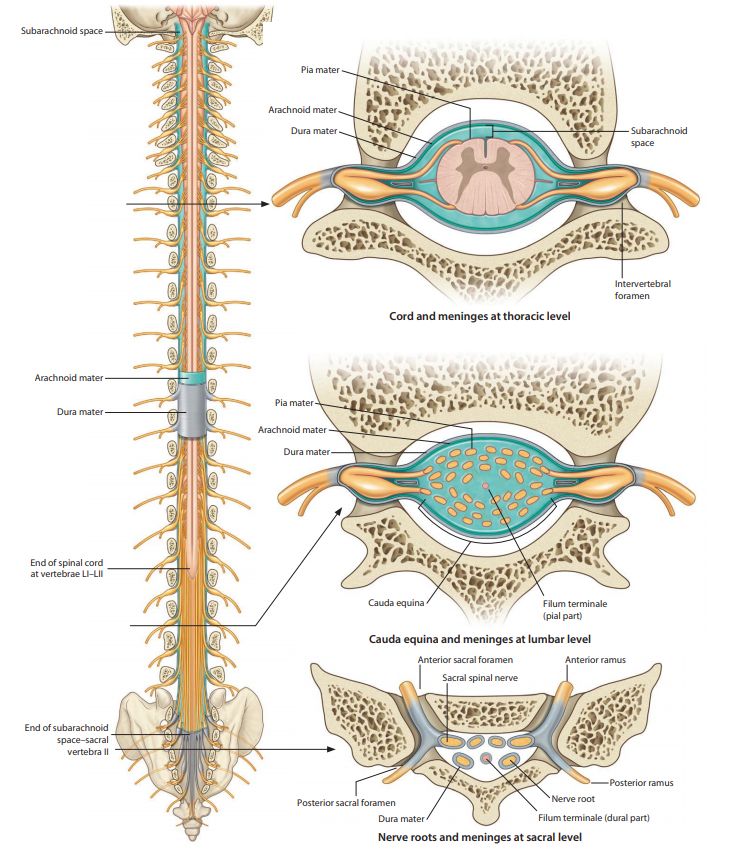 Subarachnoid space
Arachnoid mater
Dura mater
End of spinal cord
at vertebrae LI–LII
End of subarachnoid
space–sacral
vertebra II
Pia mater
Arachnoid mater
Dura mater
Subarachnoid
space
Intervertebral
foramen
Cord and meninges at thoracic level
Pia mater
Arachnoid mater
Dura mater
Cauda equina
Filum terminale
(pial part)
Cauda equina and meninges at lumbar level
Anterior sacral foramen
Anterior ramus
Sacral spinal nerve
Posterior ramus
Posterior sacral foramen
Nerve root
Dura mater
Filum terminale (dural part)
Nerve roots and meninges at sacral level